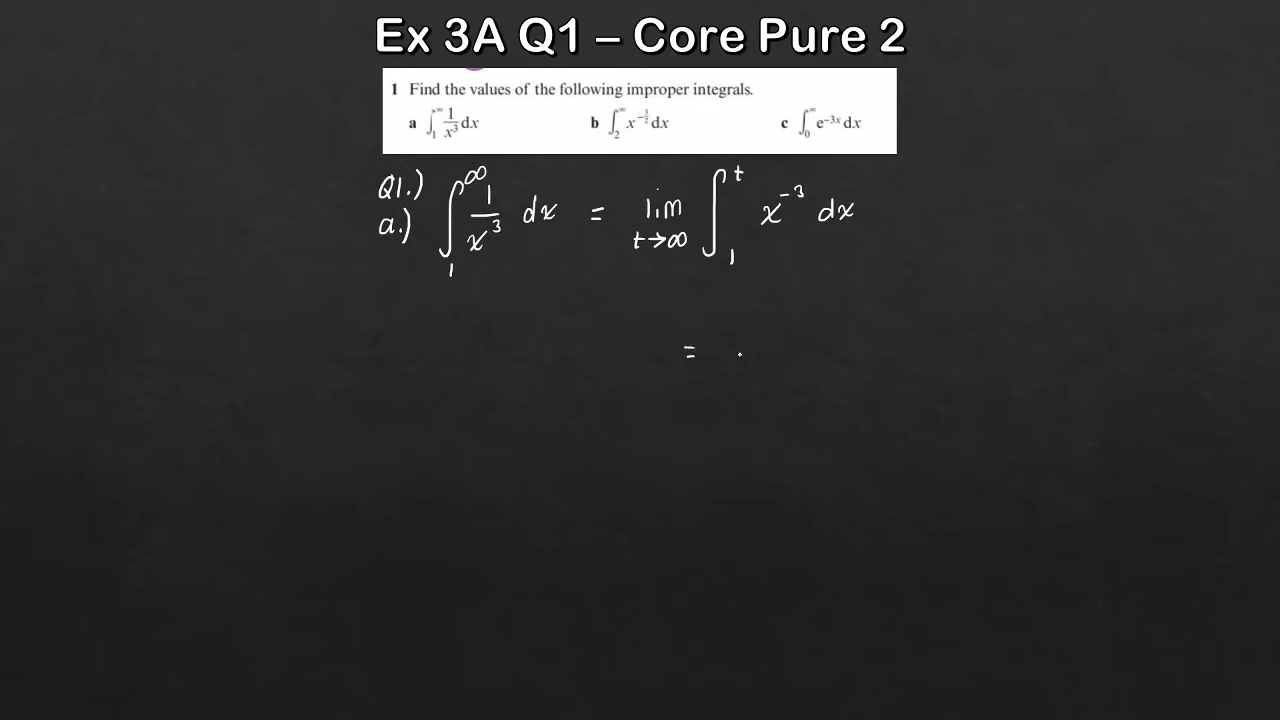 Ex 3A Q1 – Core Pure 2
1 Find the values of the following improper integrals.
a ∫₁^∞ 1/x³ dx b ∫₂^∞ x^(-3/2) dx c ∫₀^∞ e^(-3x) dx
Q1.)
a.) ∫₁^∞ 1/x³ dx = lim t→∞ ∫₁^t x^(-3) dx
=